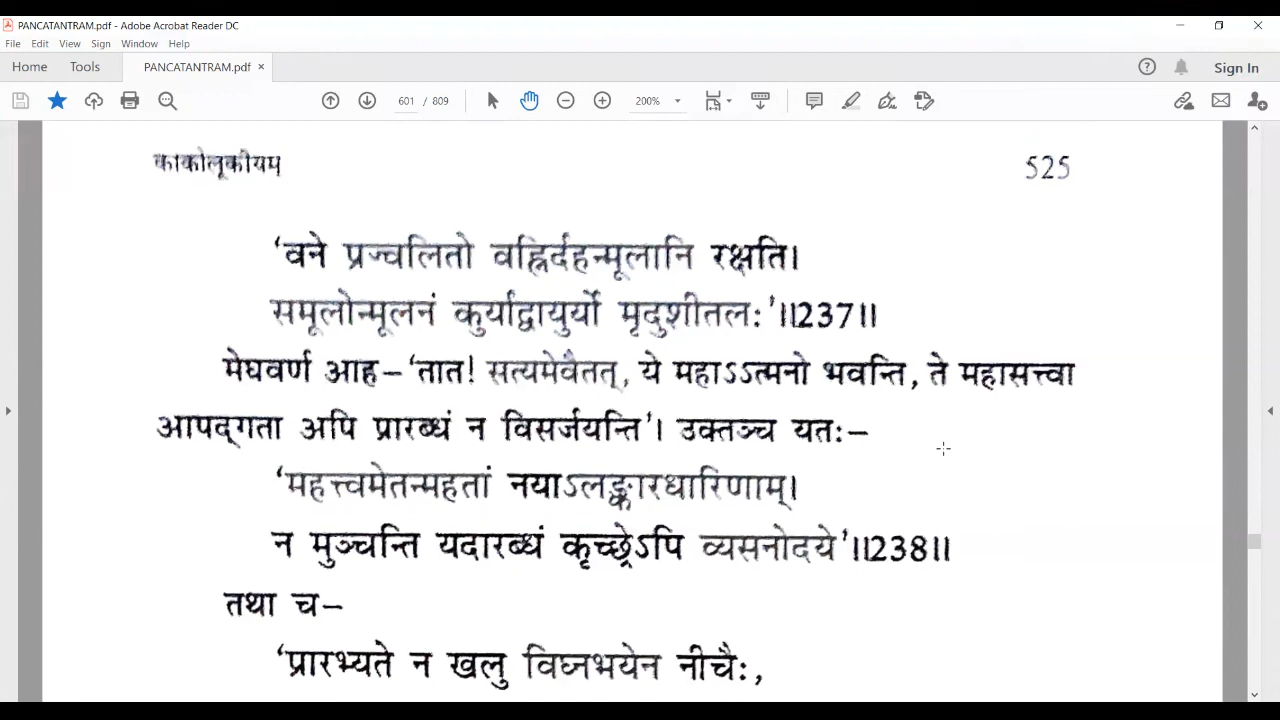 PANCATANTRAM.pdf - Adobe Acrobat Reader DC
File Edit View Sign Window Help
Home Tools PANCATANTRAM.pdf × Sign In
601 / 809 200%
काकोलूकीयम् 525
'वने प्रज्वलितो वह्निर्दहन्मूलानि रक्षति।
समूलोन्मूलनं कुर्याद्वायुर्यो मृदुशीतलः'।।237।।
मेघवर्ण आह–'तात! सत्यमेवैतत्, ये महाऽऽत्मनो भवन्ति, ते महासत्त्वा
आपद्गता अपि प्रारब्धं न विसर्जयन्ति'। उक्तञ्च यतः–
'महत्त्वमेतन्महतां नयाऽलङ्कारधारिणाम्।
न मुञ्चन्ति यदारब्धं कृच्छ्रेऽपि व्यसनोदये'।।238।।
तथा च–
'प्रारभ्यते न खलु विघ्नभयेन नीचैः,